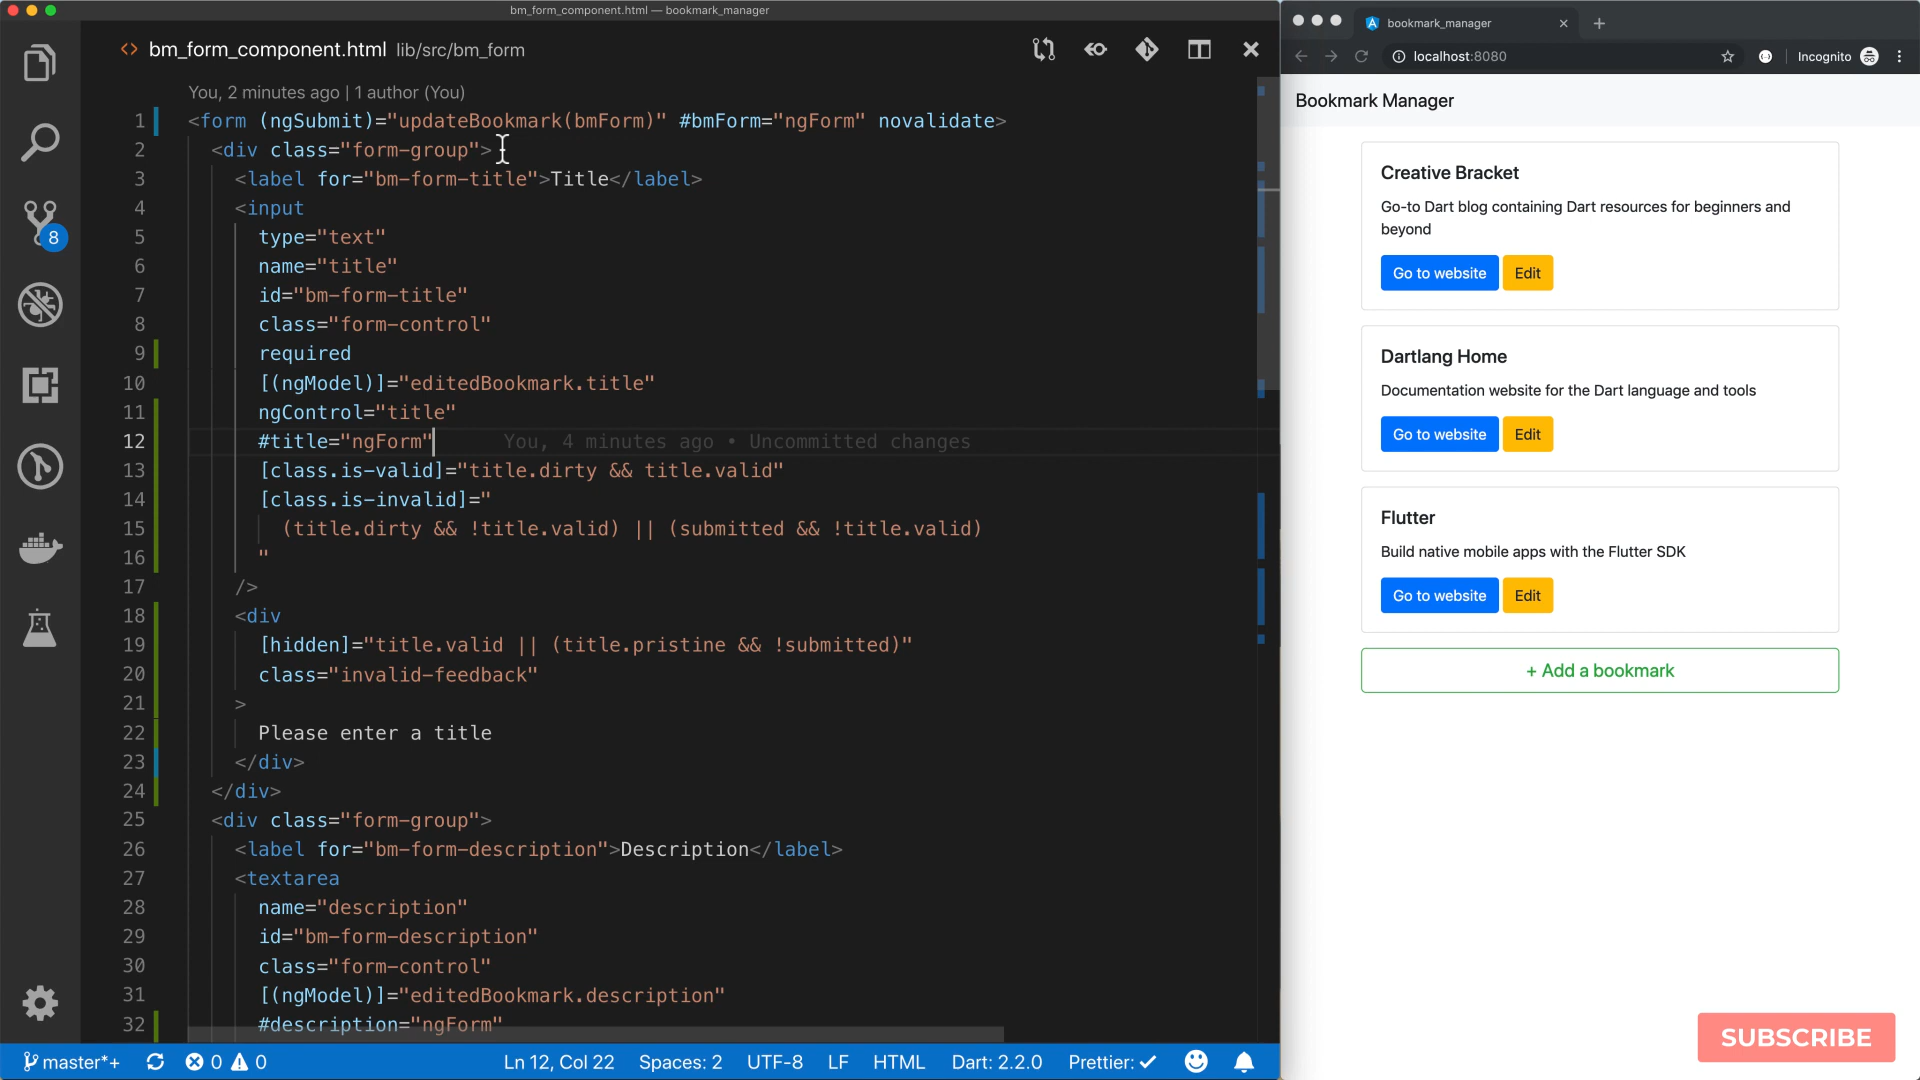 bm_form_component.html — bookmark_manager
<> bm_form_component.html lib/src/bm_form
You, 2 minutes ago | 1 author (You)
1 <form (ngSubmit)="updateBookmark(bmForm)" #bmForm="ngForm" novalidate>
2 <div class="form-group">
3 <label for="bm-form-title">Title</label>
4 <input
5 type="text"
6 name="title"
7 id="bm-form-title"
8 class="form-control"
9 required
10 [(ngModel)]="editedBookmark.title"
11 ngControl="title"
12 #title="ngForm" You, 4 minutes ago • Uncommitted changes
13 [class.is-valid]="title.dirty && title.valid"
14 [class.is-invalid]="
15 (title.dirty && !title.valid) || (submitted && !title.valid)
16 "
17 />
18 <div
19 [hidden]="title.valid || (title.pristine && !submitted)"
20 class="invalid-feedback"
21 >
22 Please enter a title
23 </div>
24 </div>
25 <div class="form-group">
26 <label for="bm-form-description">Description</label>
27 <textarea
28 name="description"
29 id="bm-form-description"
30 class="form-control"
31 [(ngModel)]="editedBookmark.description"
32 #description="ngForm"
8
master*+ 0 0 Ln 12, Col 22 Spaces: 2 UTF-8 LF HTML Dart: 2.2.0 Prettier: ✓
bookmark_manager
localhost:8080 Incognito
Bookmark Manager
Creative Bracket
Go-to Dart blog containing Dart resources for beginners and
beyond
Go to website Edit
Dartlang Home
Documentation website for the Dart language and tools
Go to website Edit
Flutter
Build native mobile apps with the Flutter SDK
Go to website Edit
+ Add a bookmark
SUBSCRIBE